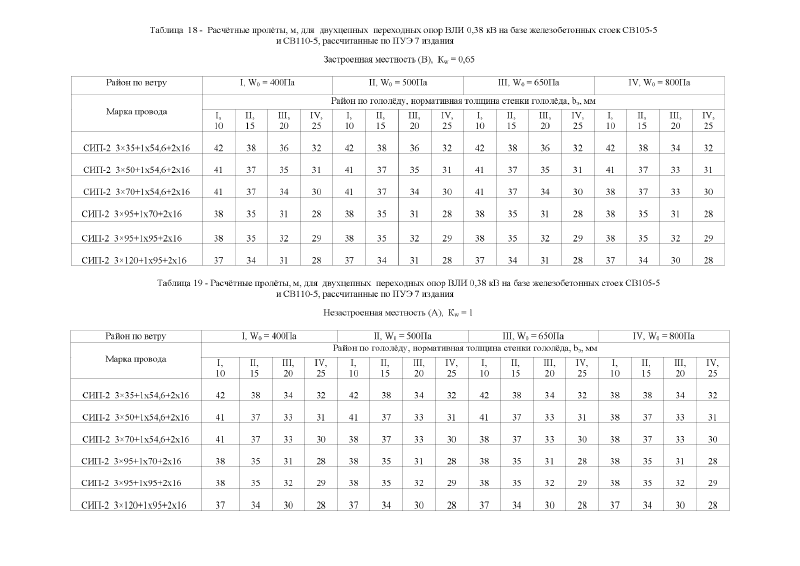 Таблица 18 - Расчётные пролёты, м, для двухцепных переходных опор ВЛИ 0,38 кВ на базе железобетонных стоек СВ105-5
и СВ110-5, рассчитанные по ПУЭ 7 издания
Застроенная местность (В), Kw = 0,65
Район по ветру I, W0 = 400Па II, W0 = 500Па III, W0 = 650Па IV, W0 = 800Па
Марка провода Район по гололёду, нормативная толщина стенки гололёда, bэ, мм
I, II, III, IV, I, II, III, IV, I, II, III, IV, I, II, III, IV,
10 15 20 25 10 15 20 25 10 15 20 25 10 15 20 25
СИП-2 3×35+1х54,6+2х16 42 38 36 32 42 38 36 32 42 38 36 32 42 38 34 32
СИП-2 3×50+1х54,6+2х16 41 37 35 31 41 37 35 31 41 37 35 31 41 37 33 31
СИП-2 3×70+1х54,6+2х16 41 37 34 30 41 37 34 30 41 37 34 30 38 37 33 30
СИП-2 3×95+1х70+2х16 38 35 31 28 38 35 31 28 38 35 31 28 38 35 31 28
СИП-2 3×95+1х95+2х16 38 35 32 29 38 35 32 29 38 35 32 29 38 35 32 29
СИП-2 3×120+1х95+2х16 37 34 31 28 37 34 31 28 37 34 31 28 37 34 30 28
Таблица 19 - Расчётные пролёты, м, для двухцепных переходных опор ВЛИ 0,38 кВ на базе железобетонных стоек СВ105-5
и СВ110-5, рассчитанные по ПУЭ 7 издания
Незастроенная местность (А), Kw = 1
Район по ветру I, W0 = 400Па II, W0 = 500Па III, W0 = 650Па IV, W0 = 800Па
Марка провода Район по гололёду, нормативная толщина стенки гололёда, bэ, мм
I, II, III, IV, I, II, III, IV, I, II, III, IV, I, II, III, IV,
10 15 20 25 10 15 20 25 10 15 20 25 10 15 20 25
СИП-2 3×35+1х54,6+2х16 42 38 34 32 42 38 34 32 42 38 34 32 38 38 34 32
СИП-2 3×50+1х54,6+2х16 41 37 33 31 41 37 33 31 41 37 33 31 38 37 33 31
СИП-2 3×70+1х54,6+2х16 41 37 33 30 38 37 33 30 38 37 33 30 38 37 33 30
СИП-2 3×95+1х70+2х16 38 35 31 28 38 35 31 28 38 35 31 28 38 35 31 28
СИП-2 3×95+1х95+2х16 38 35 32 29 38 35 32 29 38 35 32 29 38 35 32 29
СИП-2 3×120+1х95+2х16 37 34 30 28 37 34 30 28 37 34 30 28 37 34 30 28